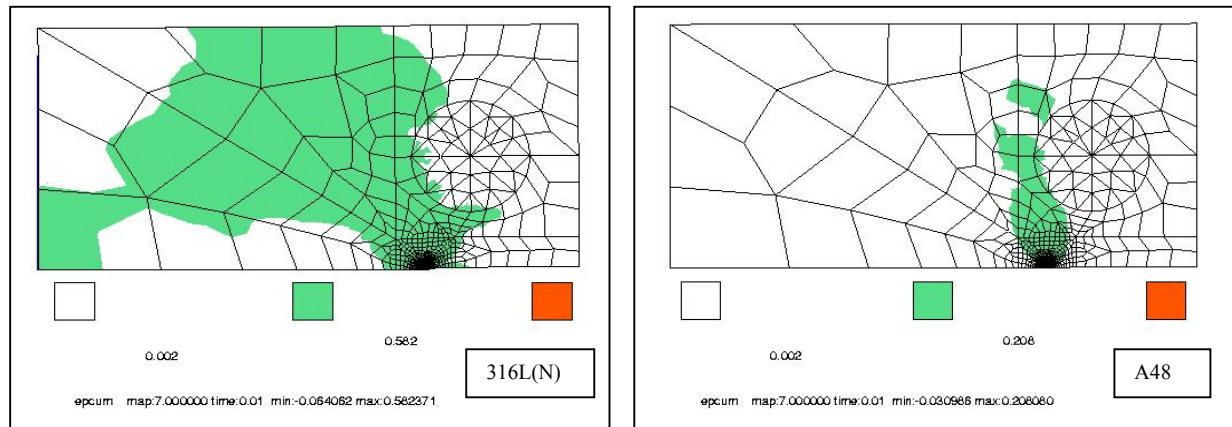 0.582
0.002
316L(N)
epcum map:7.000000 time:0.01 min:-0.064062 max:0.582371
0.208
0.002
A48
epcum map:7.000000 time:0.01 min:-0.030986 max:0.208080